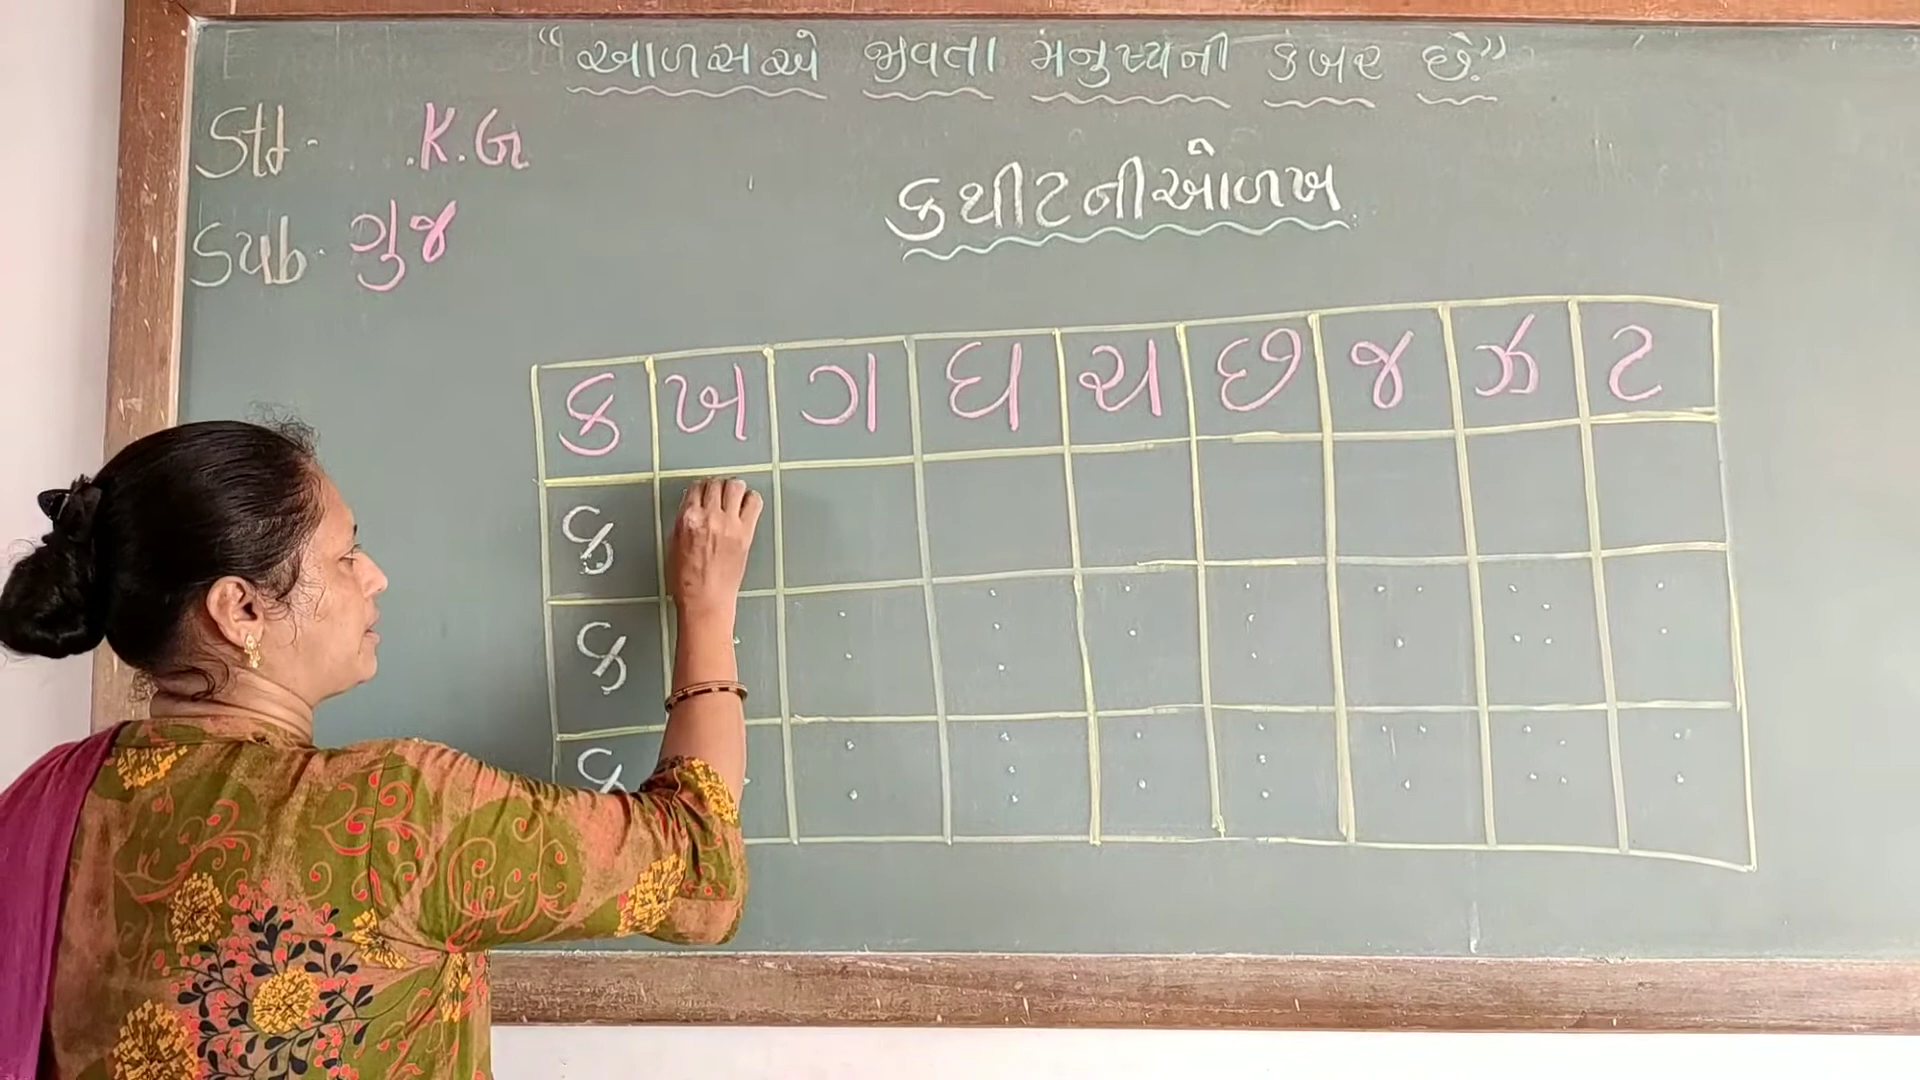 "આળસએ જીવતા મનુષ્યની કબર છે."
Std. .K.G
Sub. ગુજ
કથીટનીઓળખ
ક ખ ગ ઘ ચ છ જ ઝ ટ
ક
ક
ક